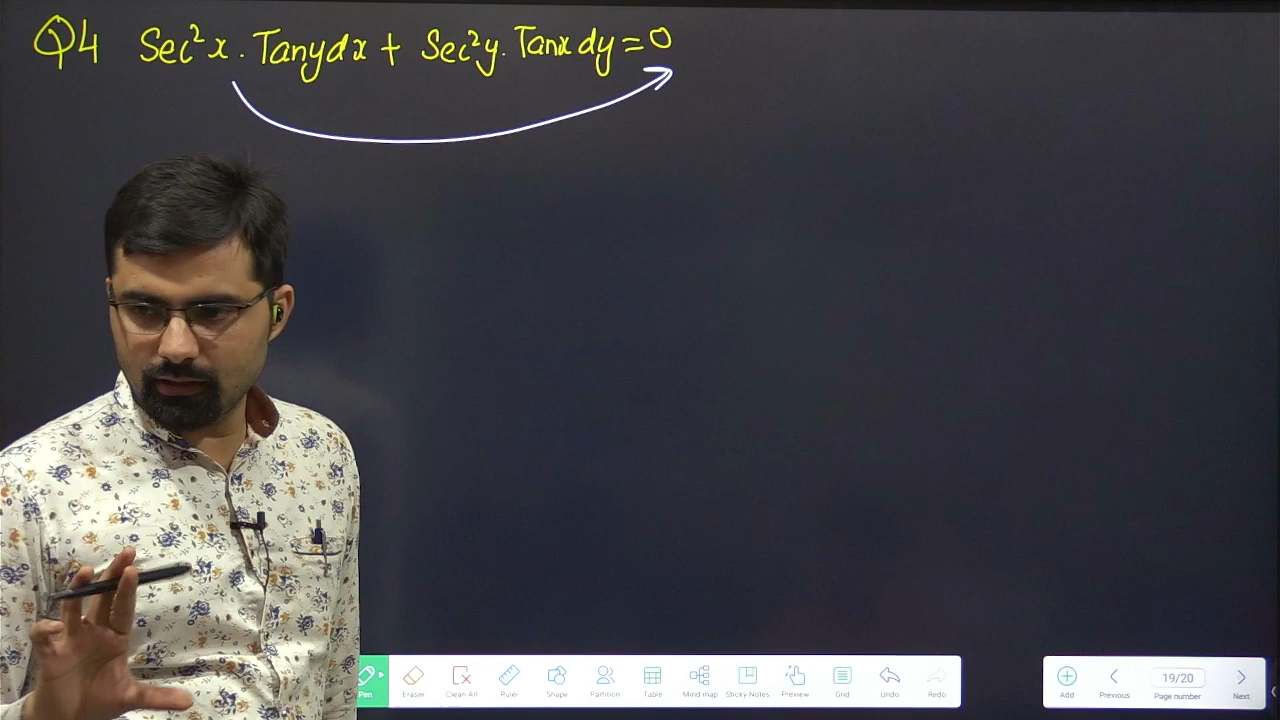 Q4 Sec²x · Tany dx + Sec²y. Tanx dy = 0
Pen Eraser Clean All Ruler Shape Partition Table Mind map Sticky Notes Preview Grid Undo Redo
Add Previous 19/20 Page number Next